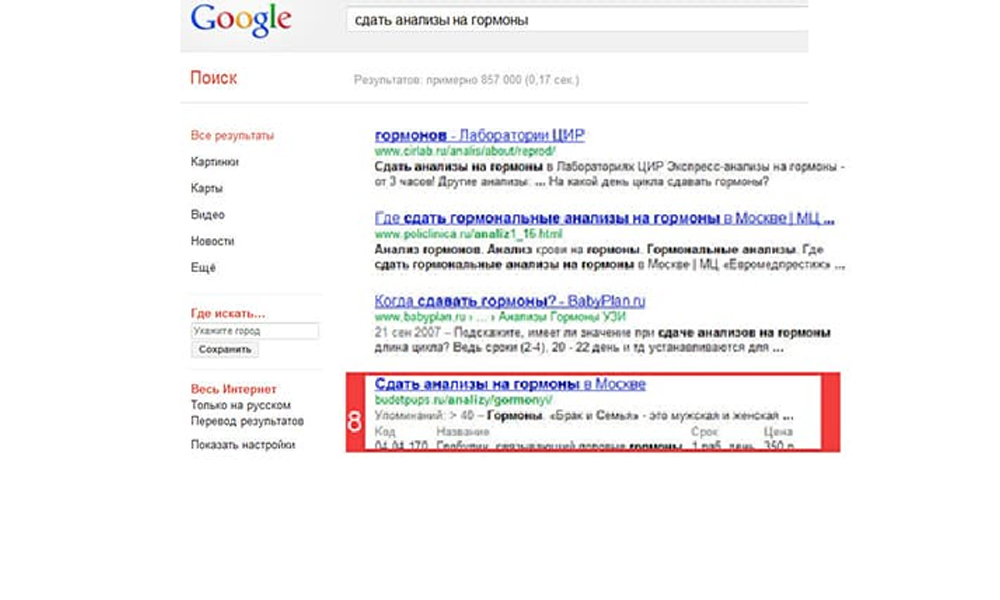 Google
сдать анализы на гормоны
Поиск
Результатов: примерно 857 000 (0,17 сек.)
Все результаты
Картинки
Карты
Видео
Новости
Ещё
Где искать...
Укажите город
Сохранить
Весь Интернет
Только на русском
Перевод результатов
Показать настройки
гормонов - Лаборатории ЦИР
www.cirlab.ru/analis/about/reprod/
Сдать анализы на гормоны в Лабораториях ЦИР Экспресс-анализы на гормоны -
от 3 часов! Другие анализы: ... На какой день цикла сдавать гормоны?
Где сдать гормональные анализы на гормоны в Москве | МЦ ...
www.policlinica.ru/analiz1_16.html
Анализ гормонов. Анализ крови на гормоны. Гормональные анализы. Где
сдать гормональные анализы на гормоны в Москве | МЦ «Евромедпрестиж» ...
Когда сдавать гормоны? - BabyPlan.ru
www.babyplan.ru › ... › Анализы Гормоны УЗИ
21 сен 2007 – Подскажите, имеет ли значение при сдаче анализов на гормоны
длина цикла? Ведь сроки (2-4), 20 - 22 день и тд устанавливаются для ...
8
Сдать анализы на гормоны в Москве
budetpups.ru/analizy/gormonyi/
Упоминаний: > 40 – Гормоны. «Брак и Семья» - это мужская и женская ...
Код Название Срок Цена
04.04.170 Глобулин, связывающий половые гормоны 1 раб. день 350 р.